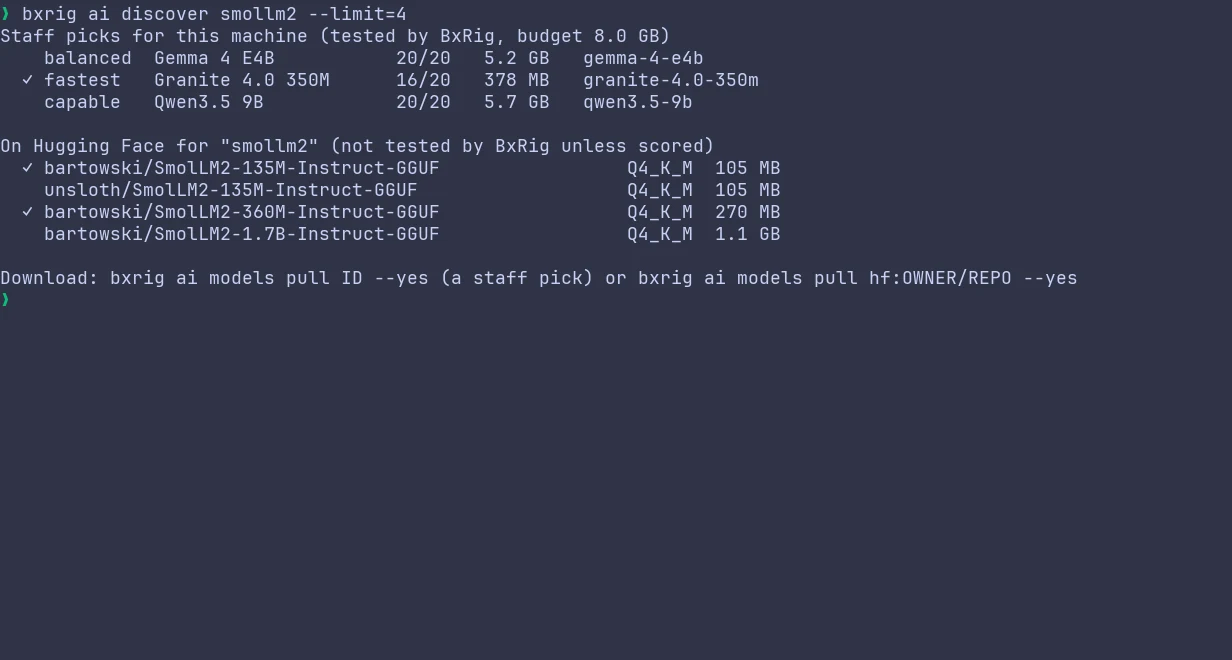 ❯ bxrig ai discover smollm2 --limit=4
Staff picks for this machine (tested by BxRig, budget 8.0 GB)
    balanced  Gemma 4 E4B           20/20   5.2 GB   gemma-4-e4b
  ✓ fastest   Granite 4.0 350M      16/20   378 MB   granite-4.0-350m
    capable   Qwen3.5 9B            20/20   5.7 GB   qwen3.5-9b

On Hugging Face for "smollm2" (not tested by BxRig unless scored)
  ✓ bartowski/SmolLM2-135M-Instruct-GGUF                 Q4_K_M  105 MB
    unsloth/SmolLM2-135M-Instruct-GGUF                   Q4_K_M  105 MB
  ✓ bartowski/SmolLM2-360M-Instruct-GGUF                 Q4_K_M  270 MB
    bartowski/SmolLM2-1.7B-Instruct-GGUF                 Q4_K_M  1.1 GB

Download: bxrig ai models pull ID --yes (a staff pick) or bxrig ai models pull hf:OWNER/REPO --yes
❯